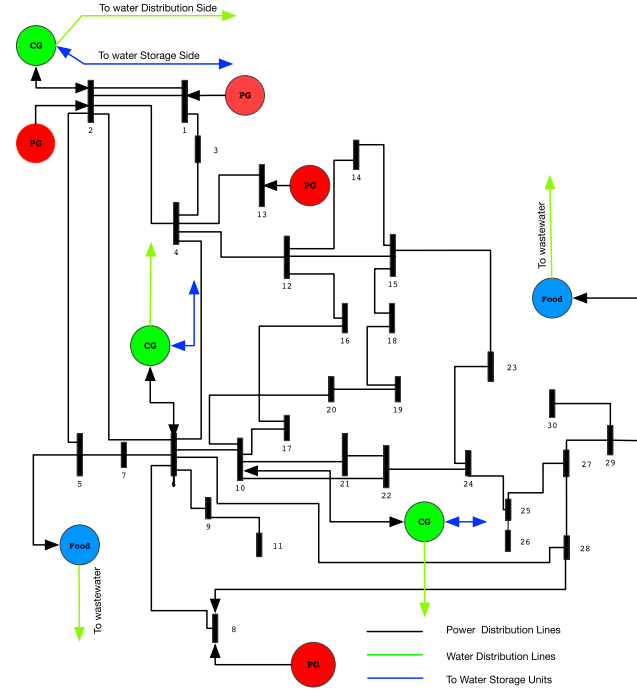 To water Distribution Side
CG
To water Storage Side
PG
2
1
PG
3
14
PG
13
4
12
15
To wastewater
Food
CG
16
18
23
20
19
30
17
5
7
6
10
21
22
24
27
29
9
CG
25
26
11
28
Food
To wastewater
8
PG
Power Distribution Lines
Water Distribution Lines
To Water Storage Units